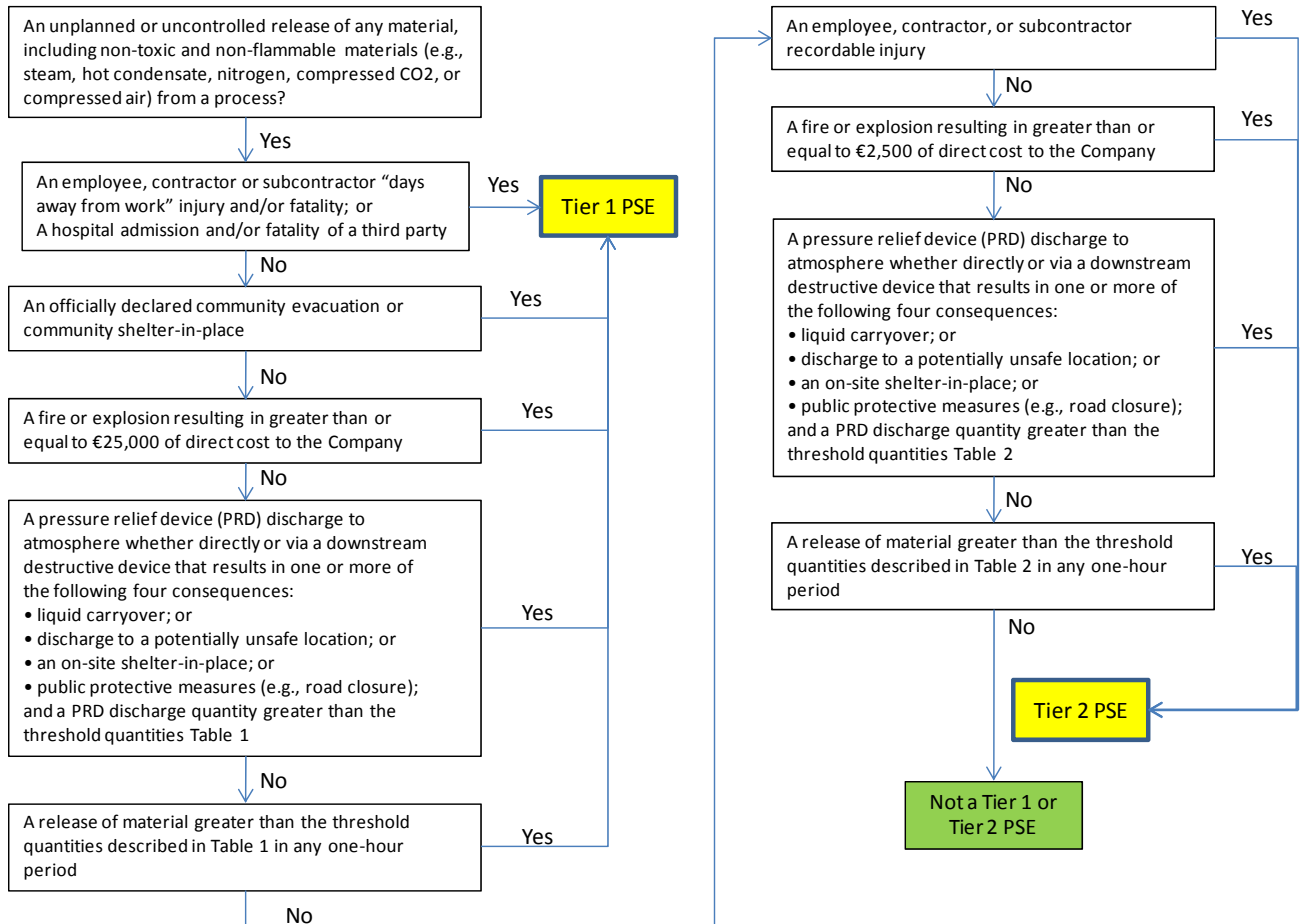 An unplanned or uncontrolled release of any material,
including non-toxic and non-flammable materials (e.g.,
steam, hot condensate, nitrogen, compressed CO2, or
compressed air) from a process?
Yes
An employee, contractor or subcontractor “days
away from work” injury and/or fatality; or
A hospital admission and/or fatality of a third party
Yes
Tier 1 PSE
No
An officially declared community evacuation or
community shelter-in-place
Yes
No
A fire or explosion resulting in greater than or
equal to €25,000 of direct cost to the Company
Yes
No
A pressure relief device (PRD) discharge to
atmosphere whether directly or via a downstream
destructive device that results in one or more of
the following four consequences:
• liquid carryover; or
• discharge to a potentially unsafe location; or
• an on-site shelter-in-place; or
• public protective measures (e.g., road closure);
and a PRD discharge quantity greater than the
threshold quantities Table 1
Yes
No
A release of material greater than the threshold
quantities described in Table 1 in any one-hour
period
Yes
No
An employee, contractor, or subcontractor
recordable injury
Yes
No
A fire or explosion resulting in greater than or
equal to €2,500 of direct cost to the Company
Yes
No
A pressure relief device (PRD) discharge to
atmosphere whether directly or via a downstream
destructive device that results in one or more of
the following four consequences:
• liquid carryover; or
• discharge to a potentially unsafe location; or
• an on-site shelter-in-place; or
• public protective measures (e.g., road closure);
and a PRD discharge quantity greater than the
threshold quantities Table 2
Yes
No
A release of material greater than the threshold
quantities described in Table 2 in any one-hour
period
Yes
No
Tier 2 PSE
Not a Tier 1 or
Tier 2 PSE